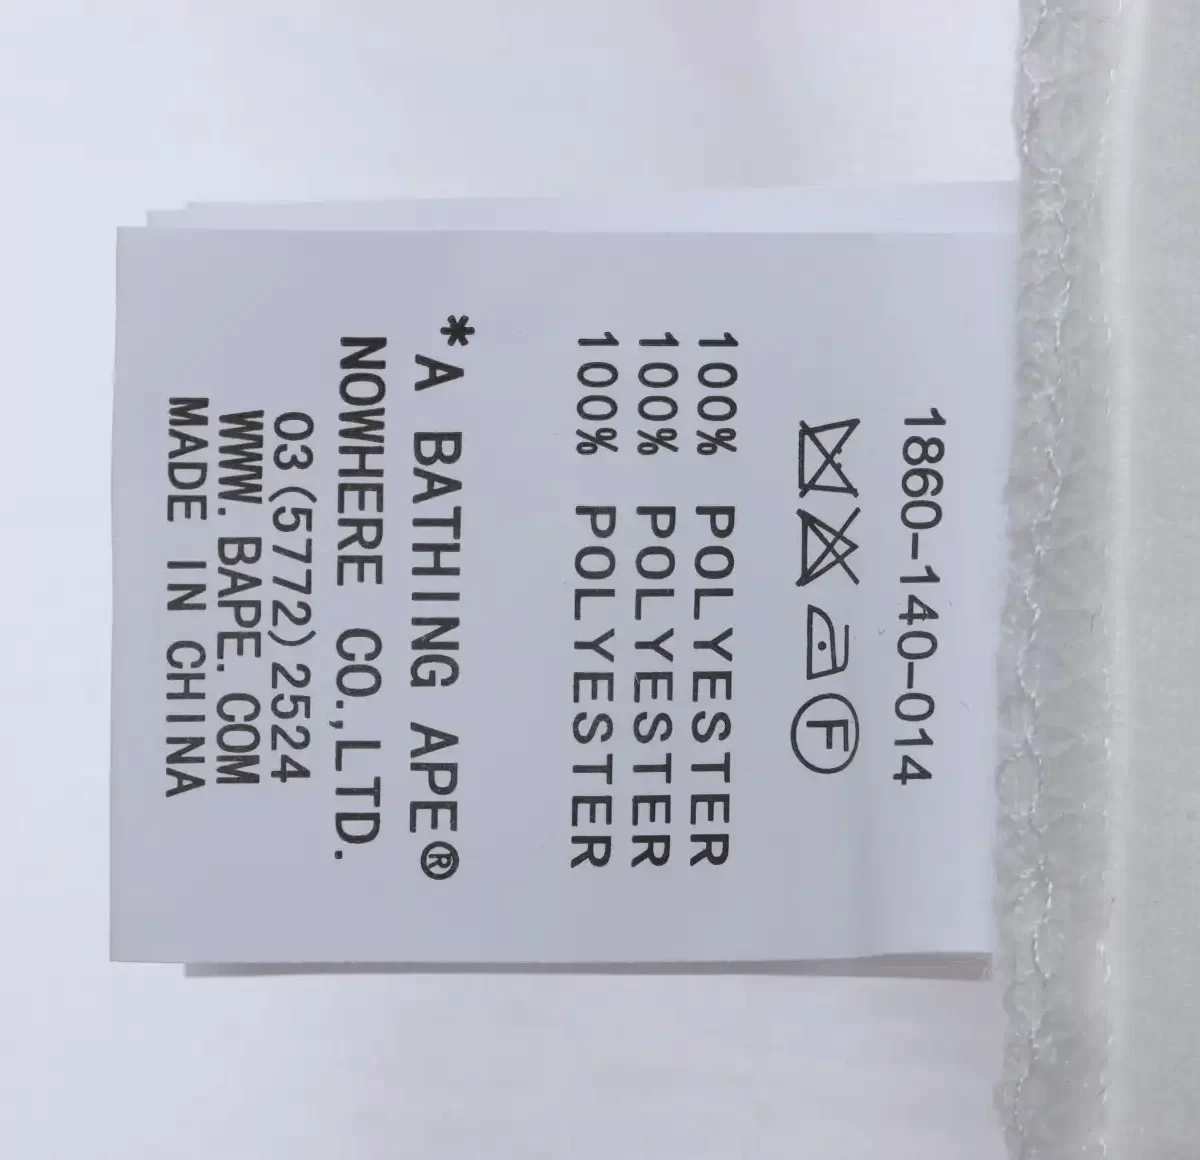 1860-140-014
F
100% POLYESTER
100% POLYESTER
100% POLYESTER
*A BATHING APE®
NOWHERE CO.,LTD.
03(5772)2524
WWW.BAPE.COM
MADE IN CHINA